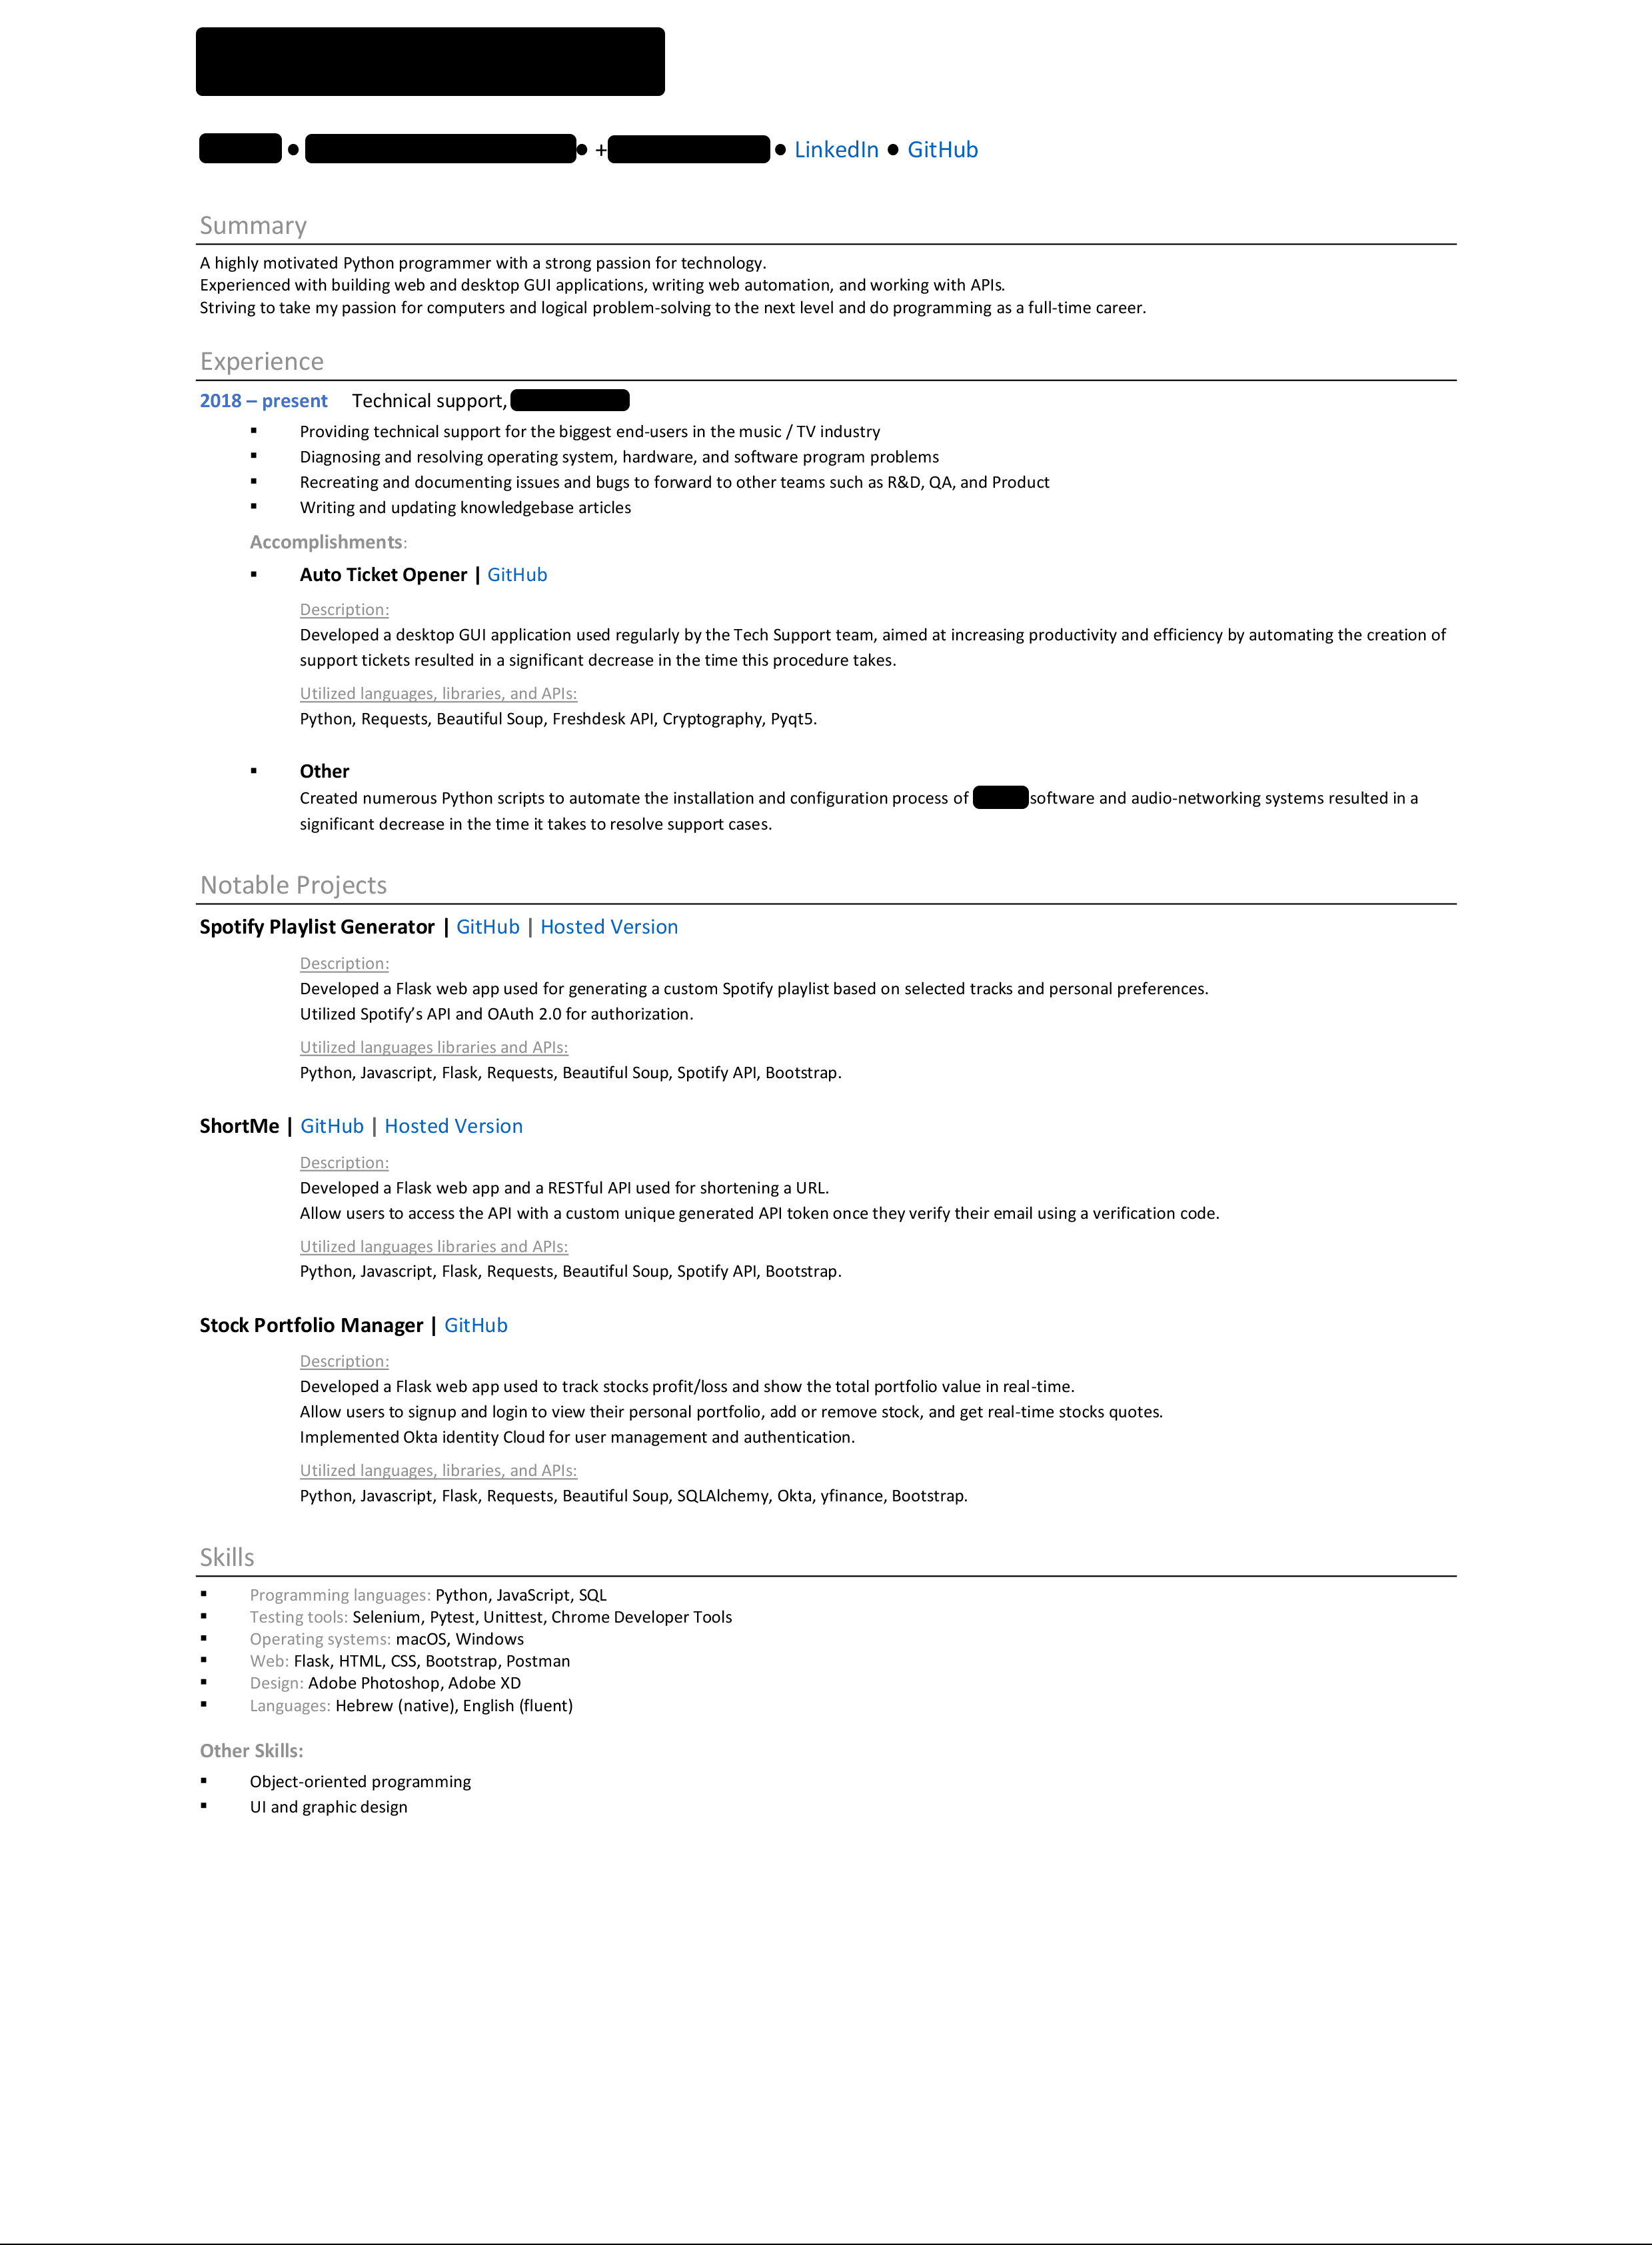 ● ● + ● LinkedIn ● GitHub
Summary
A highly motivated Python programmer with a strong passion for technology.
Experienced with building web and desktop GUI applications, writing web automation, and working with APIs.
Striving to take my passion for computers and logical problem-solving to the next level and do programming as a full-time career.
Experience
2018 – present Technical support,
▪ Providing technical support for the biggest end-users in the music / TV industry
▪ Diagnosing and resolving operating system, hardware, and software program problems
▪ Recreating and documenting issues and bugs to forward to other teams such as R&D, QA, and Product
▪ Writing and updating knowledgebase articles
Accomplishments:
▪ Auto Ticket Opener | GitHub
Description:
Developed a desktop GUI application used regularly by the Tech Support team, aimed at increasing productivity and efficiency by automating the creation of
support tickets resulted in a significant decrease in the time this procedure takes.
Utilized languages, libraries, and APIs:
Python, Requests, Beautiful Soup, Freshdesk API, Cryptography, Pyqt5.
▪ Other
Created numerous Python scripts to automate the installation and configuration process of software and audio-networking systems resulted in a
significant decrease in the time it takes to resolve support cases.
Notable Projects
Spotify Playlist Generator | GitHub | Hosted Version
Description:
Developed a Flask web app used for generating a custom Spotify playlist based on selected tracks and personal preferences.
Utilized Spotify’s API and OAuth 2.0 for authorization.
Utilized languages libraries and APIs:
Python, Javascript, Flask, Requests, Beautiful Soup, Spotify API, Bootstrap.
ShortMe | GitHub | Hosted Version
Description:
Developed a Flask web app and a RESTful API used for shortening a URL.
Allow users to access the API with a custom unique generated API token once they verify their email using a verification code.
Utilized languages libraries and APIs:
Python, Javascript, Flask, Requests, Beautiful Soup, Spotify API, Bootstrap.
Stock Portfolio Manager | GitHub
Description:
Developed a Flask web app used to track stocks profit/loss and show the total portfolio value in real-time.
Allow users to signup and login to view their personal portfolio, add or remove stock, and get real-time stocks quotes.
Implemented Okta identity Cloud for user management and authentication.
Utilized languages, libraries, and APIs:
Python, Javascript, Flask, Requests, Beautiful Soup, SQLAlchemy, Okta, yfinance, Bootstrap.
Skills
▪ Programming languages: Python, JavaScript, SQL
▪ Testing tools: Selenium, Pytest, Unittest, Chrome Developer Tools
▪ Operating systems: macOS, Windows
▪ Web: Flask, HTML, CSS, Bootstrap, Postman
▪ Design: Adobe Photoshop, Adobe XD
▪ Languages: Hebrew (native), English (fluent)
Other Skills:
▪ Object-oriented programming
▪ UI and graphic design